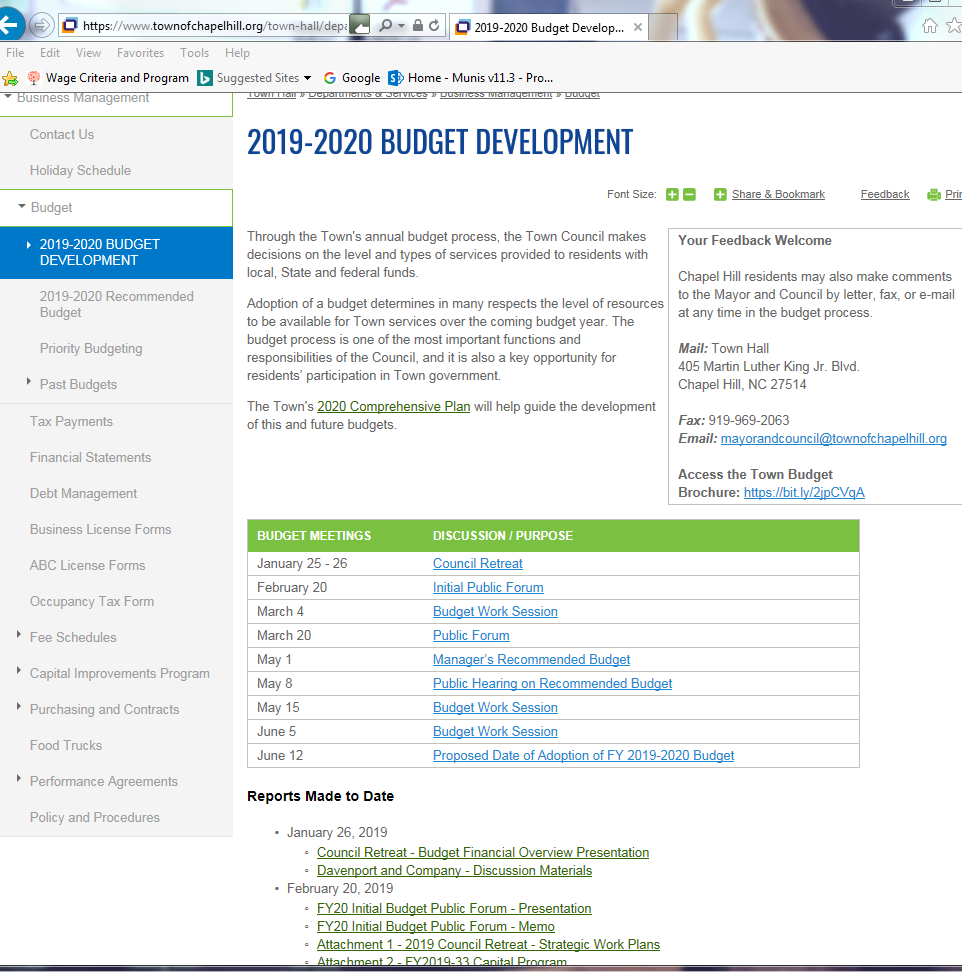 https://www.townofchapelhill.org/town-hall/depa
2019-2020 Budget Develop...
File Edit View Favorites Tools Help
Wage Criteria and Program
Suggested Sites
Google
Home - Munis v11.3 - Pro...
Business Management
Contact Us
Holiday Schedule
Budget
2019-2020 BUDGET
DEVELOPMENT
2019-2020 Recommended
Budget
Priority Budgeting
Past Budgets
Tax Payments
Financial Statements
Debt Management
Business License Forms
ABC License Forms
Occupancy Tax Form
Fee Schedules
Capital Improvements Program
Purchasing and Contracts
Food Trucks
Performance Agreements
Policy and Procedures
Town Hall » Departments & Services » Business Management » Budget
2019-2020 BUDGET DEVELOPMENT
Font Size: Share & Bookmark Feedback Prin
Through the Town's annual budget process, the Town Council makes
decisions on the level and types of services provided to residents with
local, State and federal funds.
Adoption of a budget determines in many respects the level of resources
to be available for Town services over the coming budget year. The
budget process is one of the most important functions and
responsibilities of the Council, and it is also a key opportunity for
residents' participation in Town government.
The Town's 2020 Comprehensive Plan will help guide the development
of this and future budgets.
Your Feedback Welcome
Chapel Hill residents may also make comments
to the Mayor and Council by letter, fax, or e-mail
at any time in the budget process.
Mail: Town Hall
405 Martin Luther King Jr. Blvd.
Chapel Hill, NC 27514
Fax: 919-969-2063
Email: mayorandcouncil@townofchapelhill.org
Access the Town Budget
Brochure: https://bit.ly/2jpCVqA
BUDGET MEETINGS DISCUSSION / PURPOSE
January 25 - 26 Council Retreat
February 20 Initial Public Forum
March 4 Budget Work Session
March 20 Public Forum
May 1 Manager's Recommended Budget
May 8 Public Hearing on Recommended Budget
May 15 Budget Work Session
June 5 Budget Work Session
June 12 Proposed Date of Adoption of FY 2019-2020 Budget
Reports Made to Date
• January 26, 2019
◦ Council Retreat - Budget Financial Overview Presentation
◦ Davenport and Company - Discussion Materials
• February 20, 2019
◦ FY20 Initial Budget Public Forum - Presentation
◦ FY20 Initial Budget Public Forum - Memo
◦ Attachment 1 - 2019 Council Retreat - Strategic Work Plans
◦ Attachment 2 - FY2019-33 Capital Program